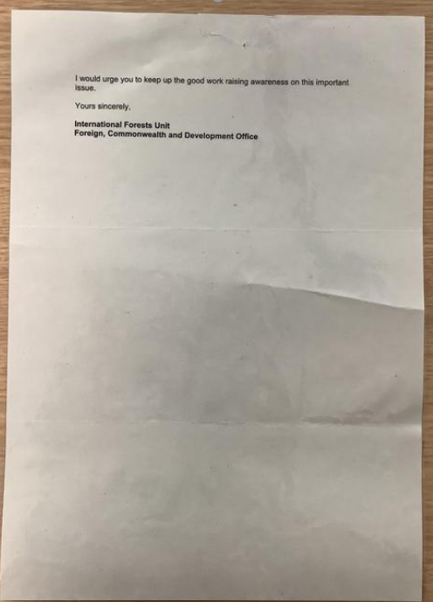 I would urge you to keep up the good work raising awareness on this important
issue.
Yours sincerely,
International Forests Unit
Foreign, Commonwealth and Development Office